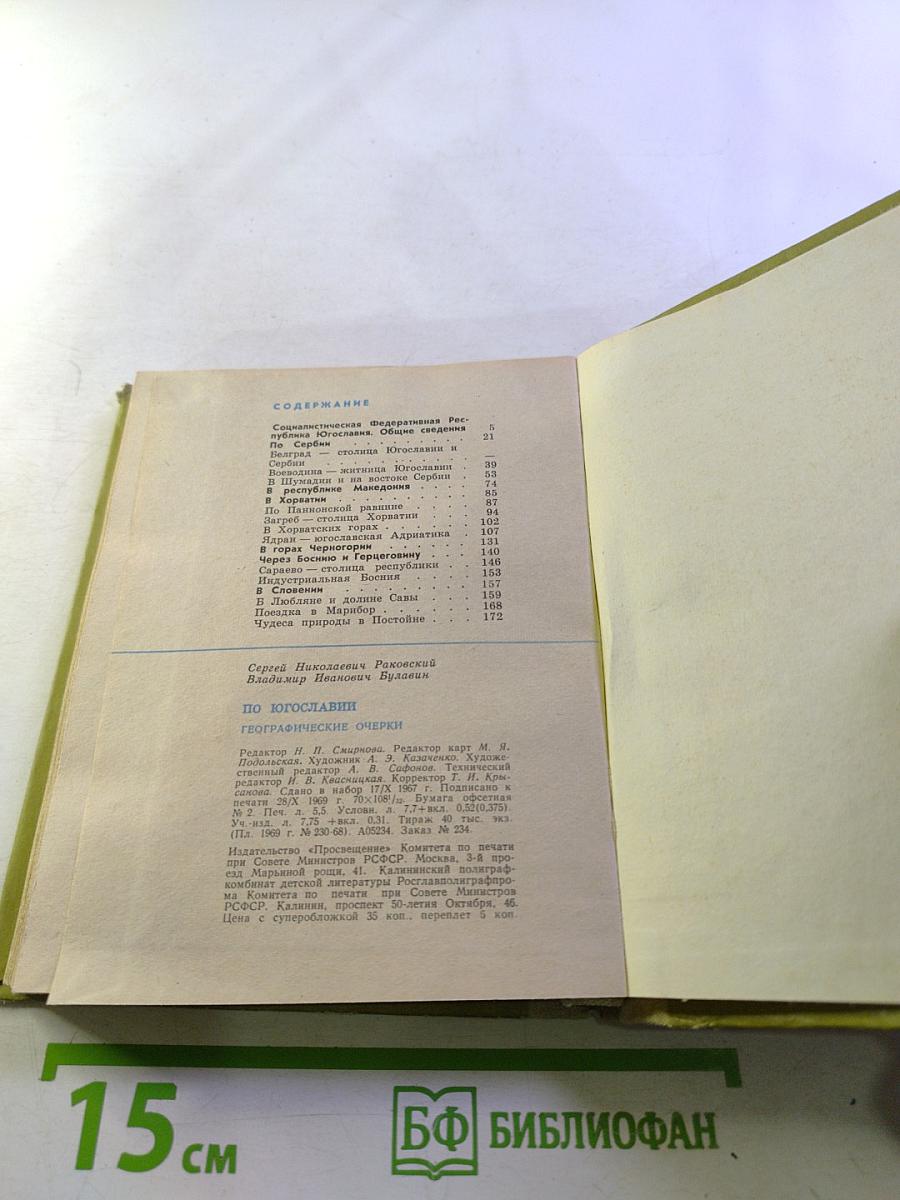 СОДЕРЖАНИЕ
Социалистическая Федеративная Рес-
публика Югославия. Общие сведения 5
По Сербии . . . . . . . . . 21
Белград — столица Югославии и
Сербии . . . . . . . . . —
Воеводина — житница Югославии . 39
В Шумадии и на востоке Сербии . 53
В республике Македония . . . . 74
В Хорватии . . . . . . . . . 85
По Паннонской равнине . . . . 87
Загреб — столица Хорватии . . . 94
В Хорватских горах . . . . . . 102
Ядран — югославская Адриатика . 107
В горах Черногории . . . . . . 131
Через Боснию и Герцеговину . . . 140
Сараево — столица республики . . 146
Индустриальная Босния . . . . 153
В Словении . . . . . . . . . 157
В Любляне и долине Савы . . . 159
Поездка в Марибор . . . . . . 168
Чудеса природы в Постойне . . . 172
Сергей Николаевич Раковский
Владимир Иванович Булавин
ПО ЮГОСЛАВИИ
ГЕОГРАФИЧЕСКИЕ ОЧЕРКИ
Редактор Н. П. Смирнова. Редактор карт М. Я.
Подольская. Художник А. Э. Казаченко. Художе-
ственный редактор А. В. Сафонов. Технический
редактор И. В. Квасницкая. Корректор Т. И. Кры-
санова. Сдано в набор 17/X 1967 г. Подписано к
печати 28/X 1969 г. 70×108¹/₃₂. Бумага офсетная
№ 2. Печ. л. 5,5. Условн. л. 7,7+вкл. 0,52(0,375).
Уч.-изд. л. 7,75 +вкл. 0,31. Тираж 40 тыс. экз.
(Пл. 1969 г. № 230-68). А05234. Заказ № 234.
Издательство «Просвещение» Комитета по печати
при Совете Министров РСФСР. Москва, 3-й про-
езд Марьиной рощи, 41. Калининский полиграф-
комбинат детской литературы Росглавполиграфпро-
ма Комитета по печати при Совете Министров
РСФСР. Калинин, проспект 50-летия Октября, 46.
Цена с суперобложкой 35 коп., переплет 5 коп.
15 см
БФ БИБЛИОФАН